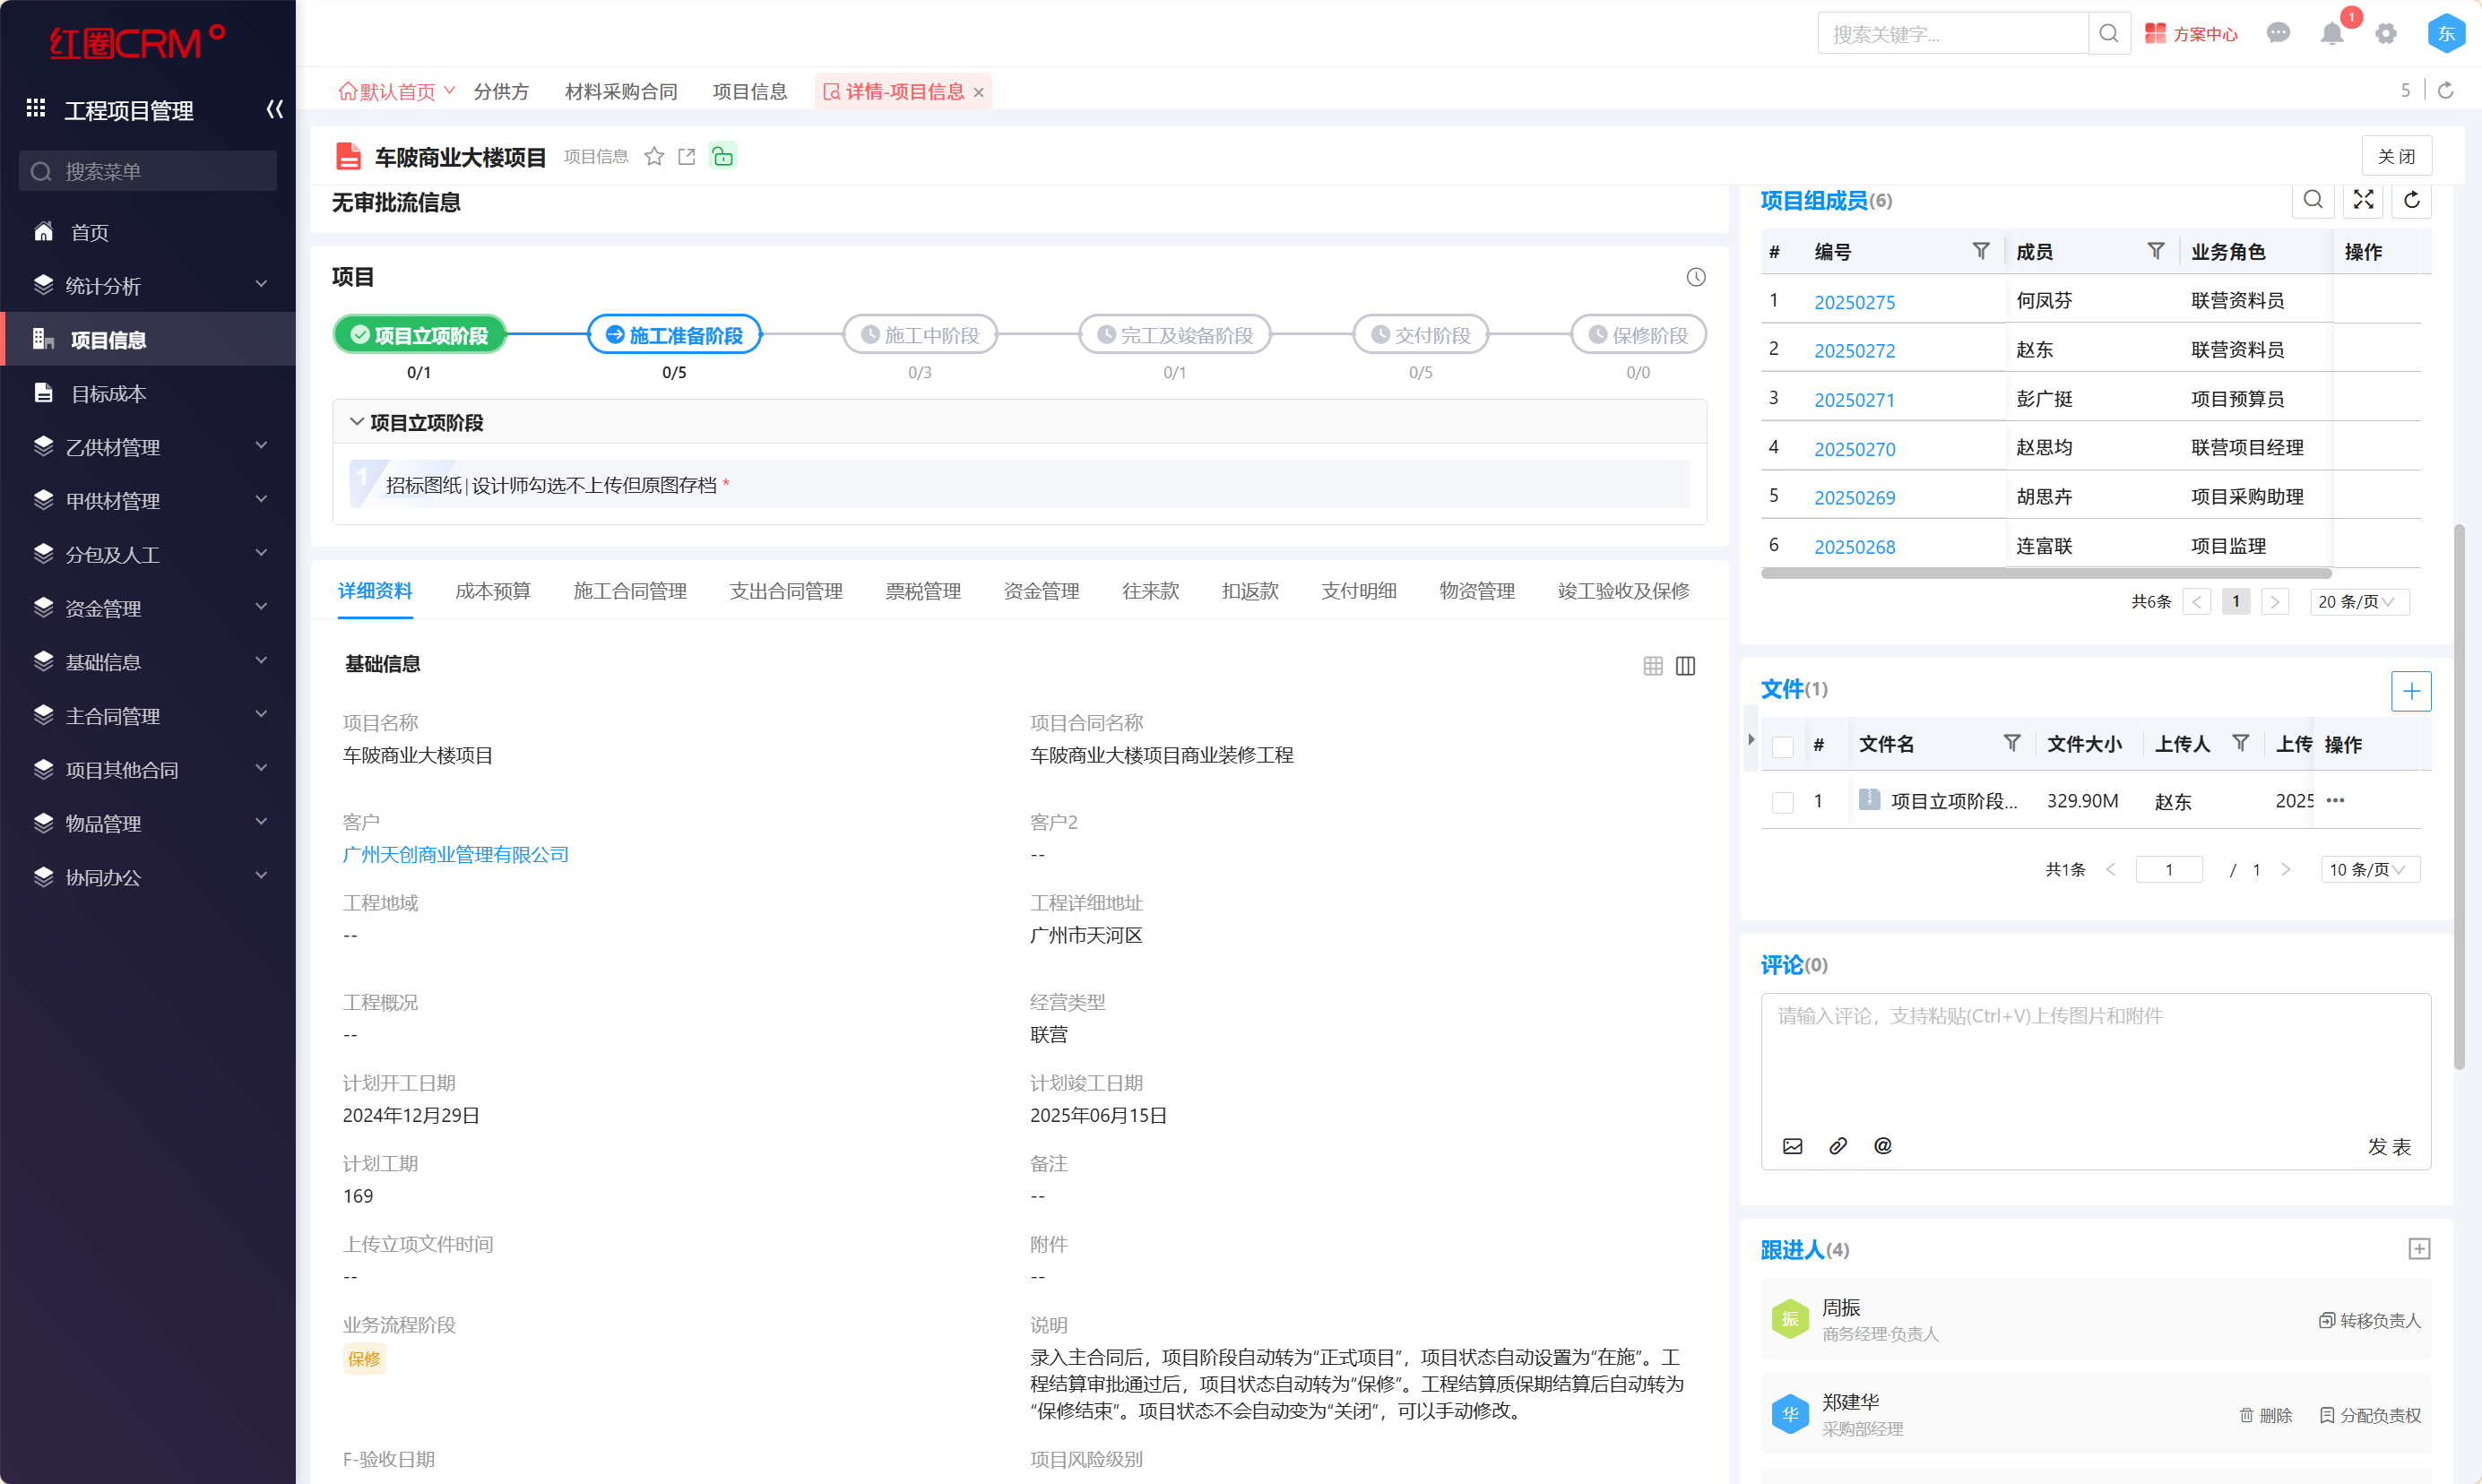 红圈CRM
搜索关键字...
方案中心
1
东
工程项目管理
默认首页
分供方
材料采购合同
项目信息
详情-项目信息
5
搜索菜单
首页
统计分析
项目信息
目标成本
乙供材管理
甲供材管理
分包及人工
资金管理
基础信息
主合同管理
项目其他合同
物品管理
协同办公
车陂商业大楼项目 项目信息
关 闭
无审批流信息
项目
项目立项阶段 施工准备阶段 施工中阶段 完工及竣备阶段 交付阶段 保修阶段
0/1 0/5 0/3 0/1 0/5 0/0
项目立项阶段
1 招标图纸|设计师勾选不上传但原图存档 *
详细资料 成本预算 施工合同管理 支出合同管理 票税管理 资金管理 往来款 扣返款 支付明细 物资管理 竣工验收及保修
基础信息
项目名称 项目合同名称
车陂商业大楼项目 车陂商业大楼项目商业装修工程
客户 客户2
广州天创商业管理有限公司 --
工程地域 工程详细地址
-- 广州市天河区
工程概况 经营类型
-- 联营
计划开工日期 计划竣工日期
2024年12月29日 2025年06月15日
计划工期 备注
169 --
上传立项文件时间 附件
-- --
业务流程阶段 说明
保修
录入主合同后，项目阶段自动转为“正式项目”，项目状态自动设置为“在施”。工
程结算审批通过后，项目状态自动转为“保修”。工程结算质保期结算后自动转为
“保修结束”。项目状态不会自动变为“关闭”，可以手动修改。
F-验收日期 项目风险级别
项目组成员(6)
# 编号 成员 业务角色 操作
1 20250275 何凤芬 联营资料员
2 20250272 赵东 联营资料员
3 20250271 彭广挺 项目预算员
4 20250270 赵思均 联营项目经理
5 20250269 胡思卉 项目采购助理
6 20250268 连富联 项目监理
共6条 1 20 条/页
文件(1)
# 文件名 文件大小 上传人 上传 操作
1 项目立项阶段... 329.90M 赵东 2025
共1条 1 / 1 10 条/页
评论(0)
请输入评论，支持粘贴(Ctrl+V)上传图片和附件
发 表
跟进人(4)
振 周振
商务经理·负责人
转移负责人
华 郑建华
采购部经理
删除 分配负责权